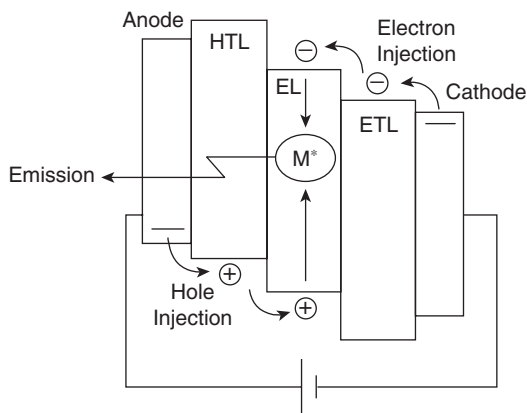 Anode
HTL
Electron
Injection
EL
Cathode
ETL
M*
Emission
Hole
Injection